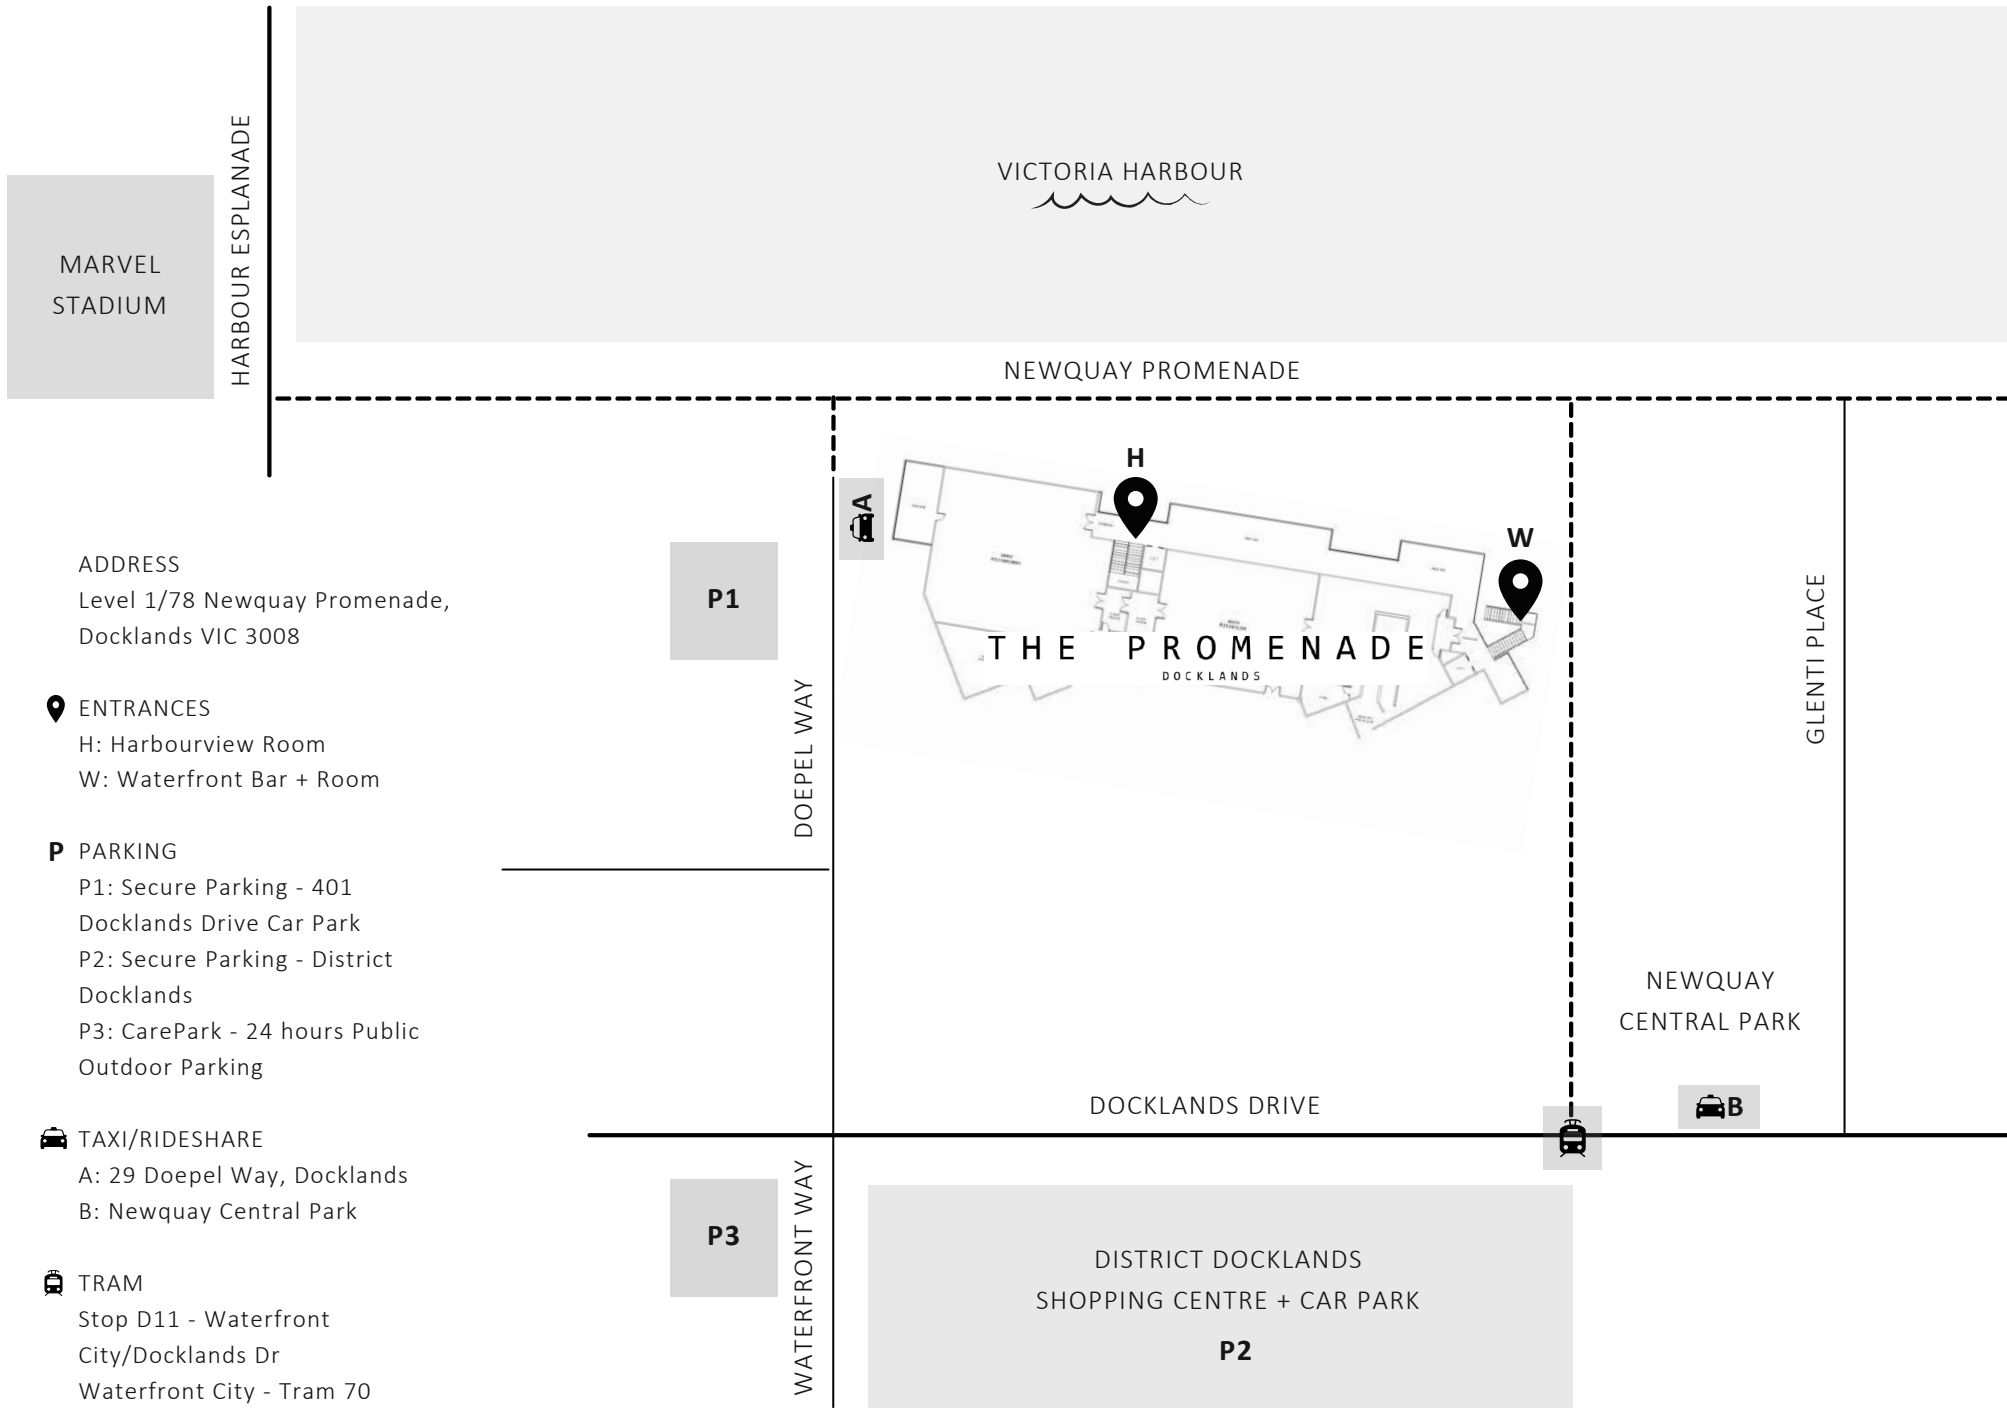 VICTORIA HARBOUR
HARBOUR ESPLANADE
MARVEL
STADIUM
NEWQUAY PROMENADE
H
A
W
P1
THE PROMENADE
DOCKLANDS
DOEPEL WAY
GLENTI PLACE
ADDRESS
Level 1/78 Newquay Promenade,
Docklands VIC 3008
ENTRANCES
H: Harbourview Room
W: Waterfront Bar + Room
P PARKING
P1: Secure Parking - 401
Docklands Drive Car Park
P2: Secure Parking - District
Docklands
P3: CarePark - 24 hours Public
Outdoor Parking
TAXI/RIDESHARE
A: 29 Doepel Way, Docklands
B: Newquay Central Park
TRAM
Stop D11 - Waterfront
City/Docklands Dr
Waterfront City - Tram 70
NEWQUAY
CENTRAL PARK
B
DOCKLANDS DRIVE
P3
WATERFRONT WAY
DISTRICT DOCKLANDS
SHOPPING CENTRE + CAR PARK
P2